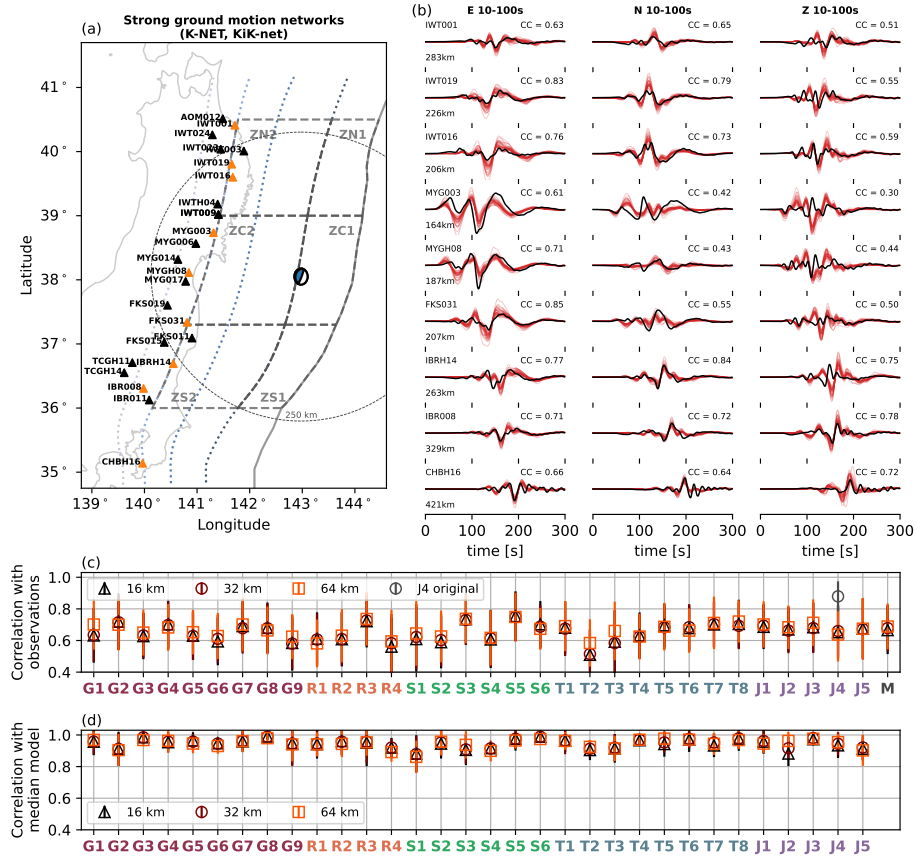 (a)
Strong ground motion networks
(K-NET, KiK-net)
41°
40°
39°
38°
37°
36°
35°
Latitude
139 140 141 142 143 144
Longitude
AOM012
IWT001
IWT024
IWT019
IWT016
IWTH04
IWT009
MYG003
MYG006
MYG014
MYGH08
MYG017
FKS019
FKS031
FKS011
FKS015
TCGH11
IBRH14
TCGH14
IBR008
IBR011
CHBH16
ZN2
ZN1
ZC2
ZC1
ZS2
ZS1
250 km
(b)
E 10-100s N 10-100s Z 10-100s
IWT001 CC = 0.63 CC = 0.65 CC = 0.51
283km
IWT019 CC = 0.83 CC = 0.79 CC = 0.55
226km
IWT016 CC = 0.76 CC = 0.73 CC = 0.59
206km
MYG003 CC = 0.61 CC = 0.42 CC = 0.30
164km
MYGH08 CC = 0.71 CC = 0.43 CC = 0.44
187km
FKS031 CC = 0.85 CC = 0.55 CC = 0.50
207km
IBRH14 CC = 0.77 CC = 0.84 CC = 0.75
263km
IBR008 CC = 0.71 CC = 0.72 CC = 0.78
329km
CHBH16 CC = 0.66 CC = 0.64 CC = 0.72
421km
0 100 200 300 0 100 200 300 0 100 200 300
time [s] time [s] time [s]
(c)
Correlation with
observations
1.0
0.8
0.6
0.4
16 km 32 km 64 km J4 original
G1 G2 G3 G4 G5 G6 G7 G8 G9 R1 R2 R3 R4 S1 S2 S3 S4 S5 S6 T1 T2 T3 T4 T5 T6 T7 T8 J1 J2 J3 J4 J5 M
(d)
Correlation with
median model
1.0
0.8
0.6
0.4
16 km 32 km 64 km
G1 G2 G3 G4 G5 G6 G7 G8 G9 R1 R2 R3 R4 S1 S2 S3 S4 S5 S6 T1 T2 T3 T4 T5 T6 T7 T8 J1 J2 J3 J4 J5